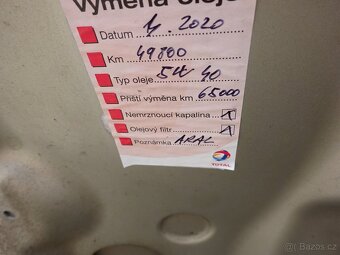 Výměna oleje
Datum 4. 2020
Km 49800
Typ oleje 5W 40
Příští výměna km 65000
Nemrznoucí kapalina X
Olejový filtr X
Poznámka ARAL
TOTAL
Bazoš.cz